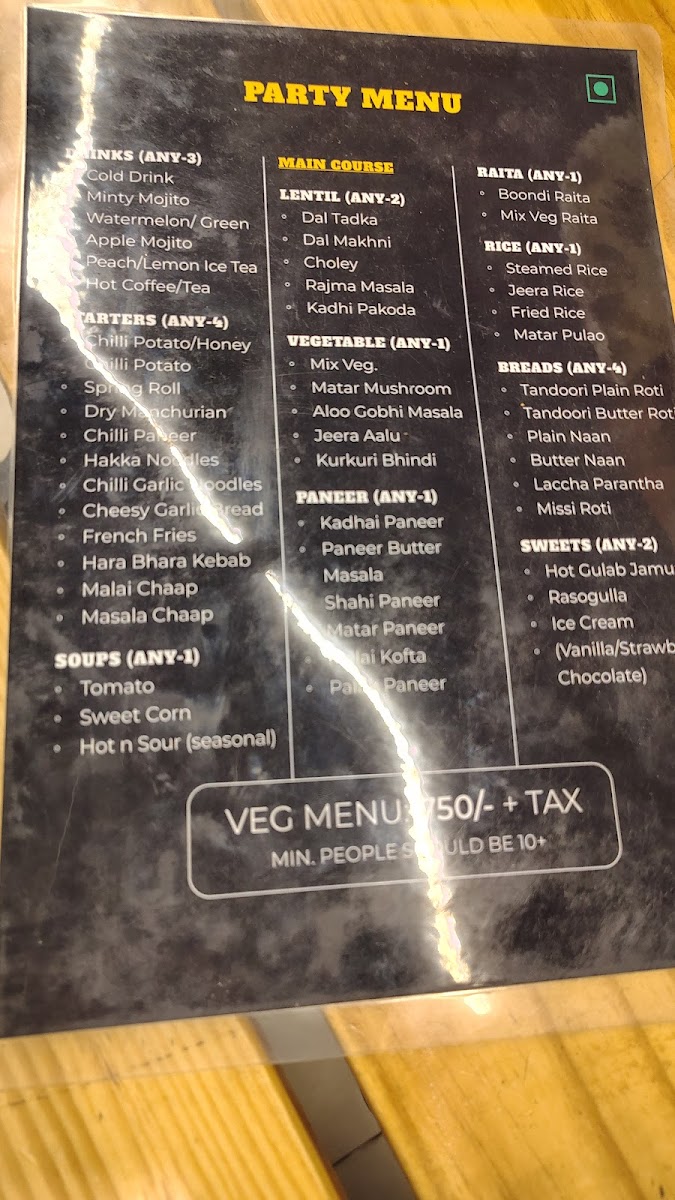 PARTY MENU
DRINKS (ANY-3)
Cold Drink
Minty Mojito
Watermelon/ Green
Apple Mojito
Peach/Lemon Ice Tea
Hot Coffee/Tea
STARTERS (ANY-4)
Chilli Potato/Honey
Chilli Potato
Spring Roll
Dry Manchurian
Chilli Paneer
Hakka Noodles
Chilli Garlic Noodles
Cheesy Garlic Bread
French Fries
Hara Bhara Kebab
Malai Chaap
Masala Chaap
SOUPS (ANY-1)
Tomato
Sweet Corn
Hot n Sour (seasonal)
MAIN COURSE
LENTIL (ANY-2)
Dal Tadka
Dal Makhni
Choley
Rajma Masala
Kadhi Pakoda
VEGETABLE (ANY-1)
Mix Veg.
Matar Mushroom
Aloo Gobhi Masala
Jeera Aalu
Kurkuri Bhindi
PANEER (ANY-1)
Kadhai Paneer
Paneer Butter
Masala
Shahi Paneer
Matar Paneer
Kofta
Paneer
RAITA (ANY-1)
Boondi Raita
Mix Veg Raita
RICE (ANY-1)
Steamed Rice
Jeera Rice
Fried Rice
Matar Pulao
BREADS (ANY-4)
Tandoori Plain Roti
Tandoori Butter Roti
Plain Naan
Butter Naan
Laccha Parantha
Missi Roti
SWEETS (ANY-2)
Hot Gulab Jamu
Rasogulla
Ice Cream
(Vanilla/Strawb
Chocolate)
VEG MENU: 750/- + TAX
MIN. PEOPLE SHOULD BE 10+